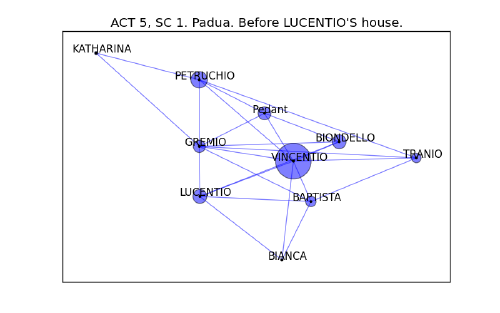 ACT 5, SC 1. Padua. Before LUCENTIO'S house.
KATHARINA
PETRUCHIO
Pedant
BIONDELLO
GREMIO
VINCENTIO
TRANIO
LUCENTIO
BAPTISTA
BIANCA